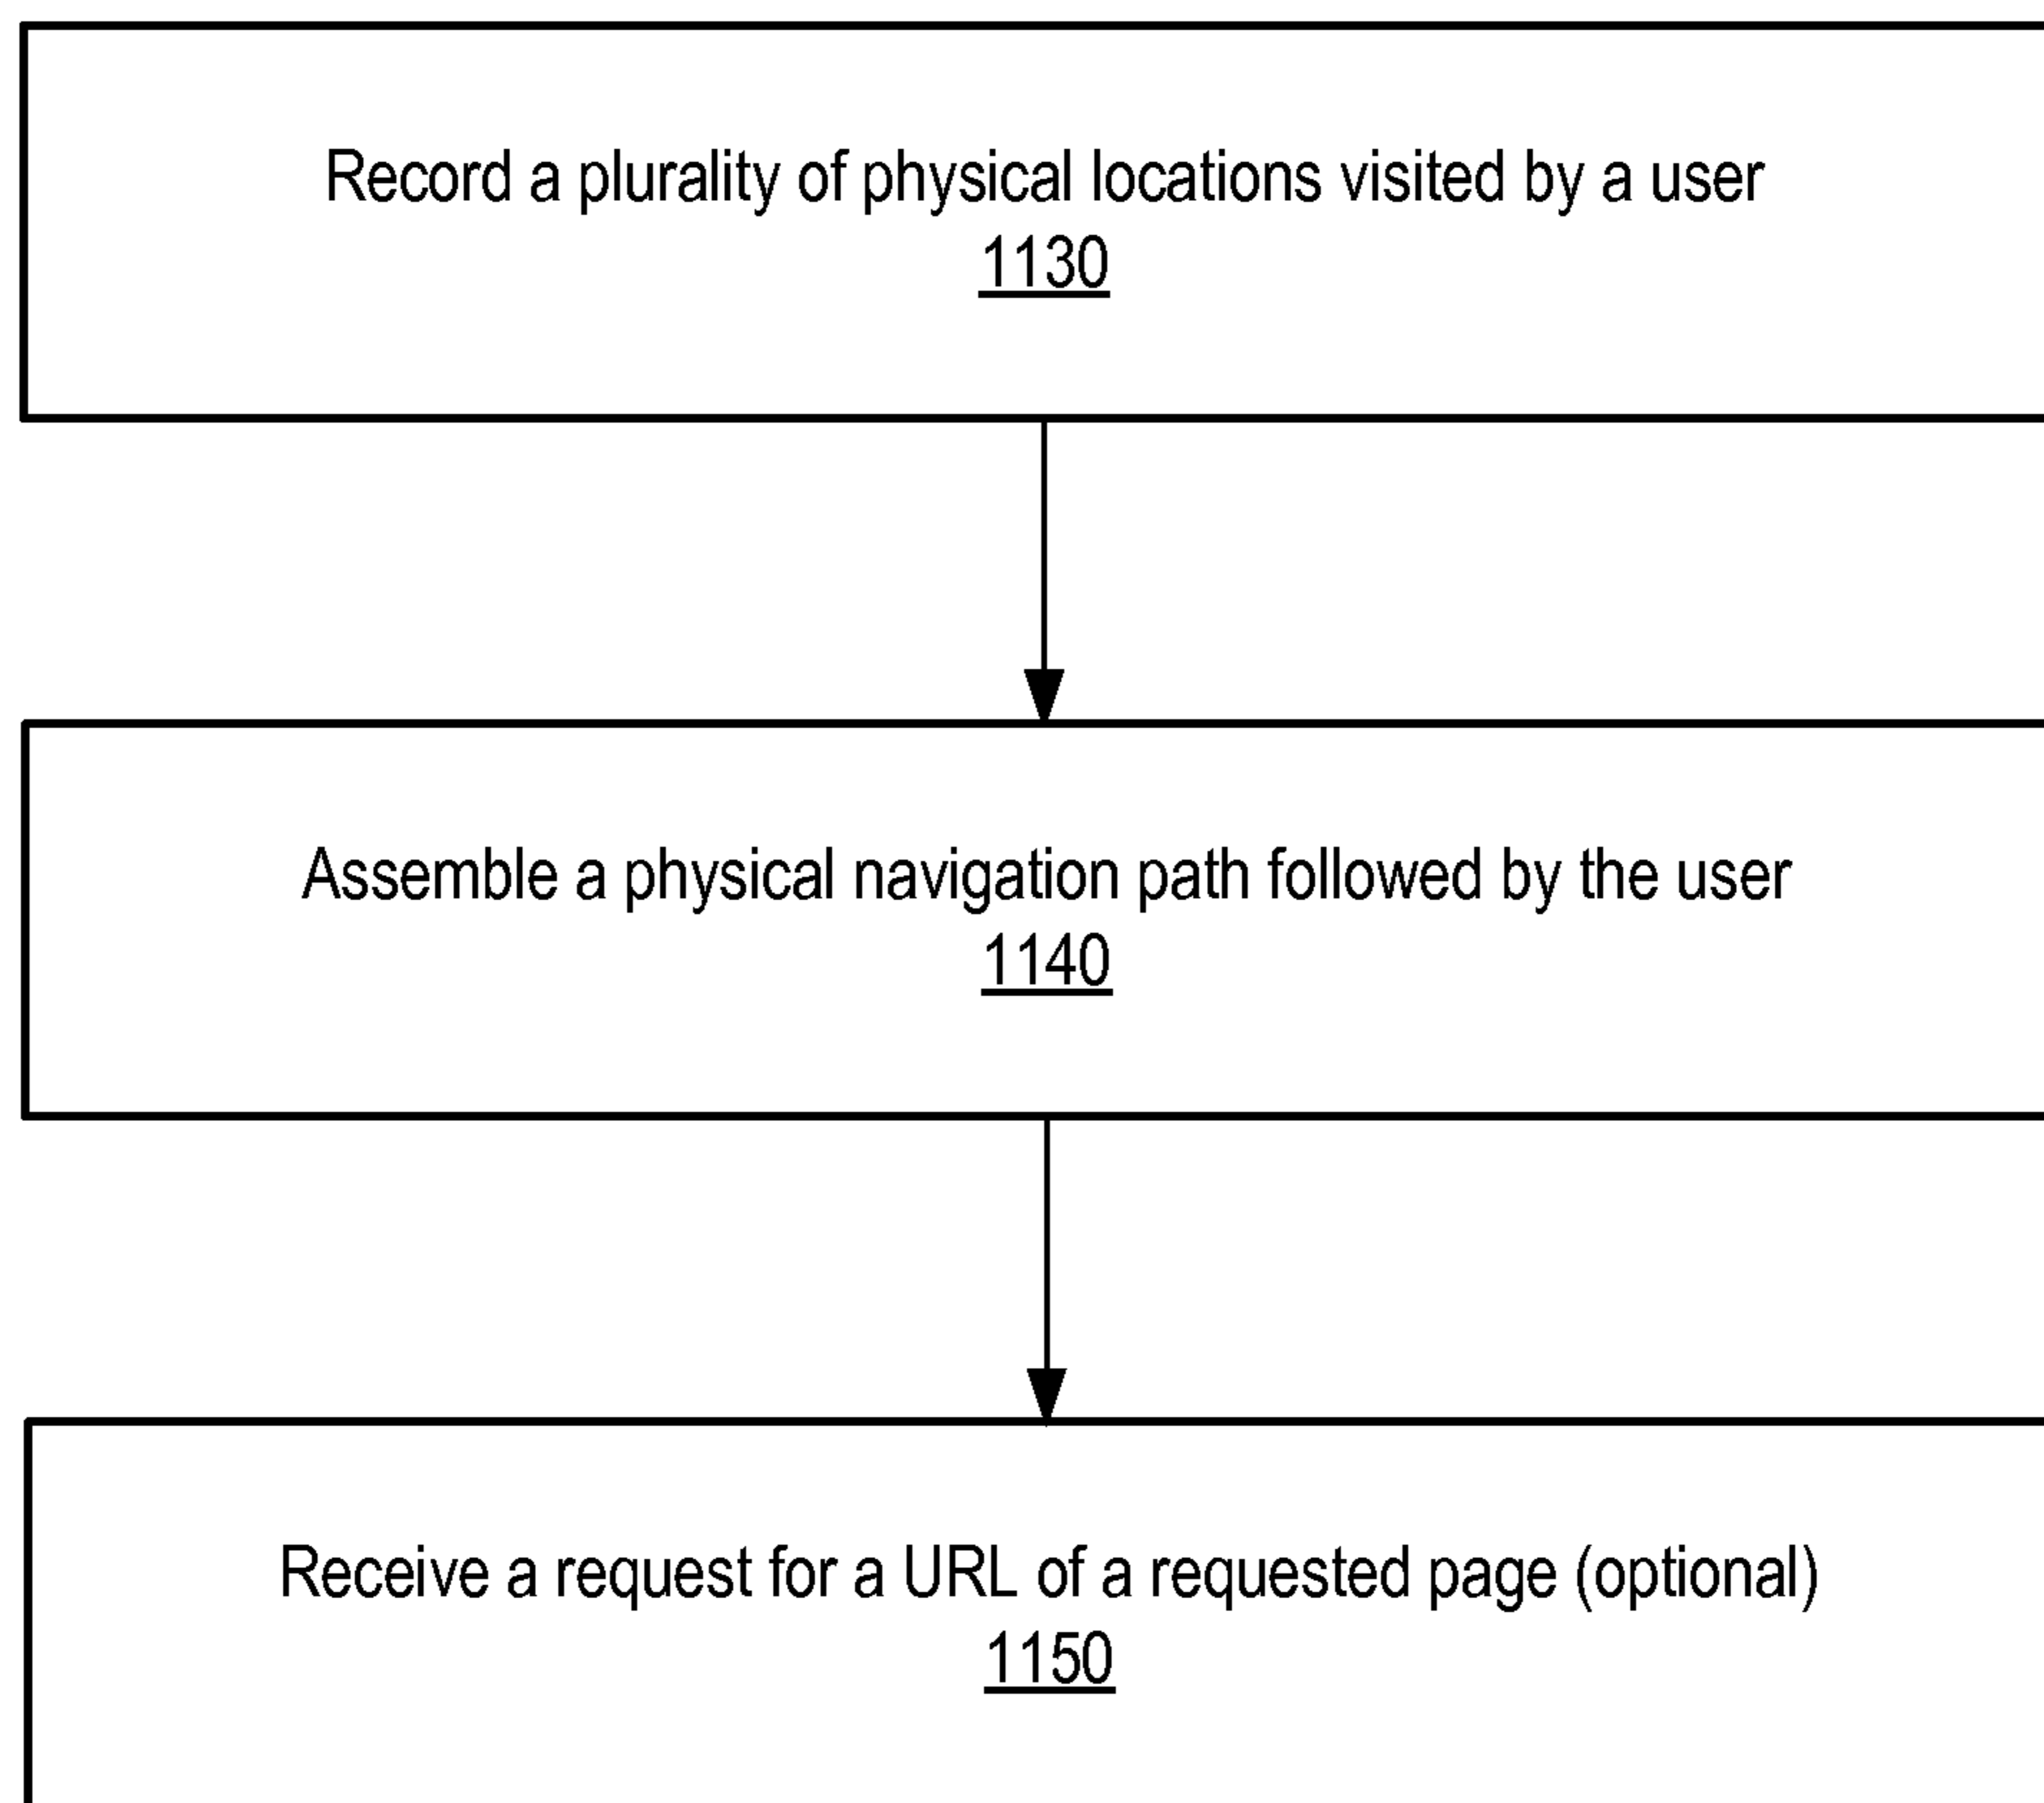 Record a plurality of physical locations visited by a user
1130
Assemble a physical navigation path followed by the user
1140
Receive a request for a URL of a requested page (optional)
1150